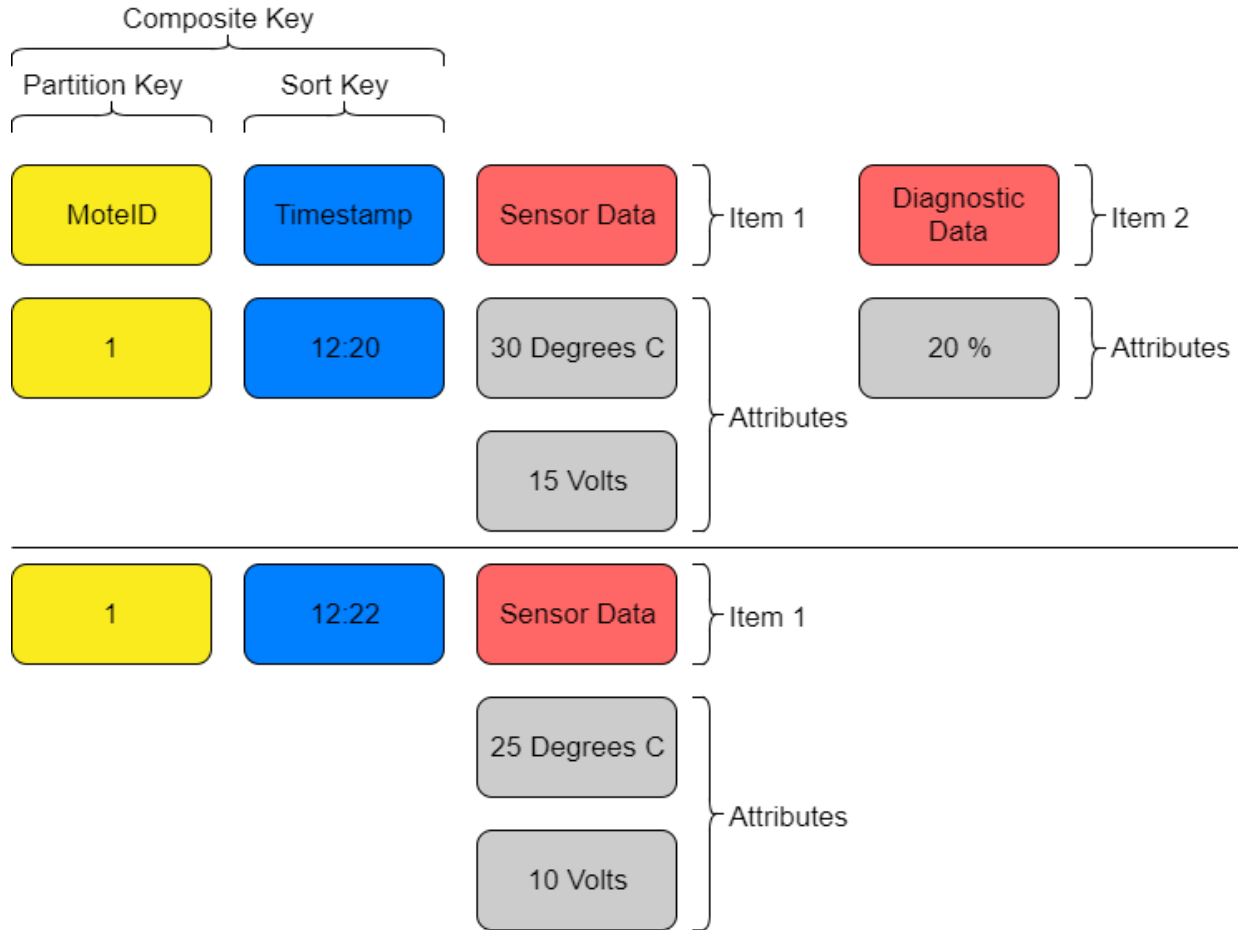 Composite Key
Partition Key
Sort Key
MoteID
Timestamp
Sensor Data
Item 1
Diagnostic
Data
Item 2
1
12:20
30 Degrees C
20 %
Attributes
Attributes
15 Volts
1
12:22
Sensor Data
Item 1
25 Degrees C
Attributes
10 Volts